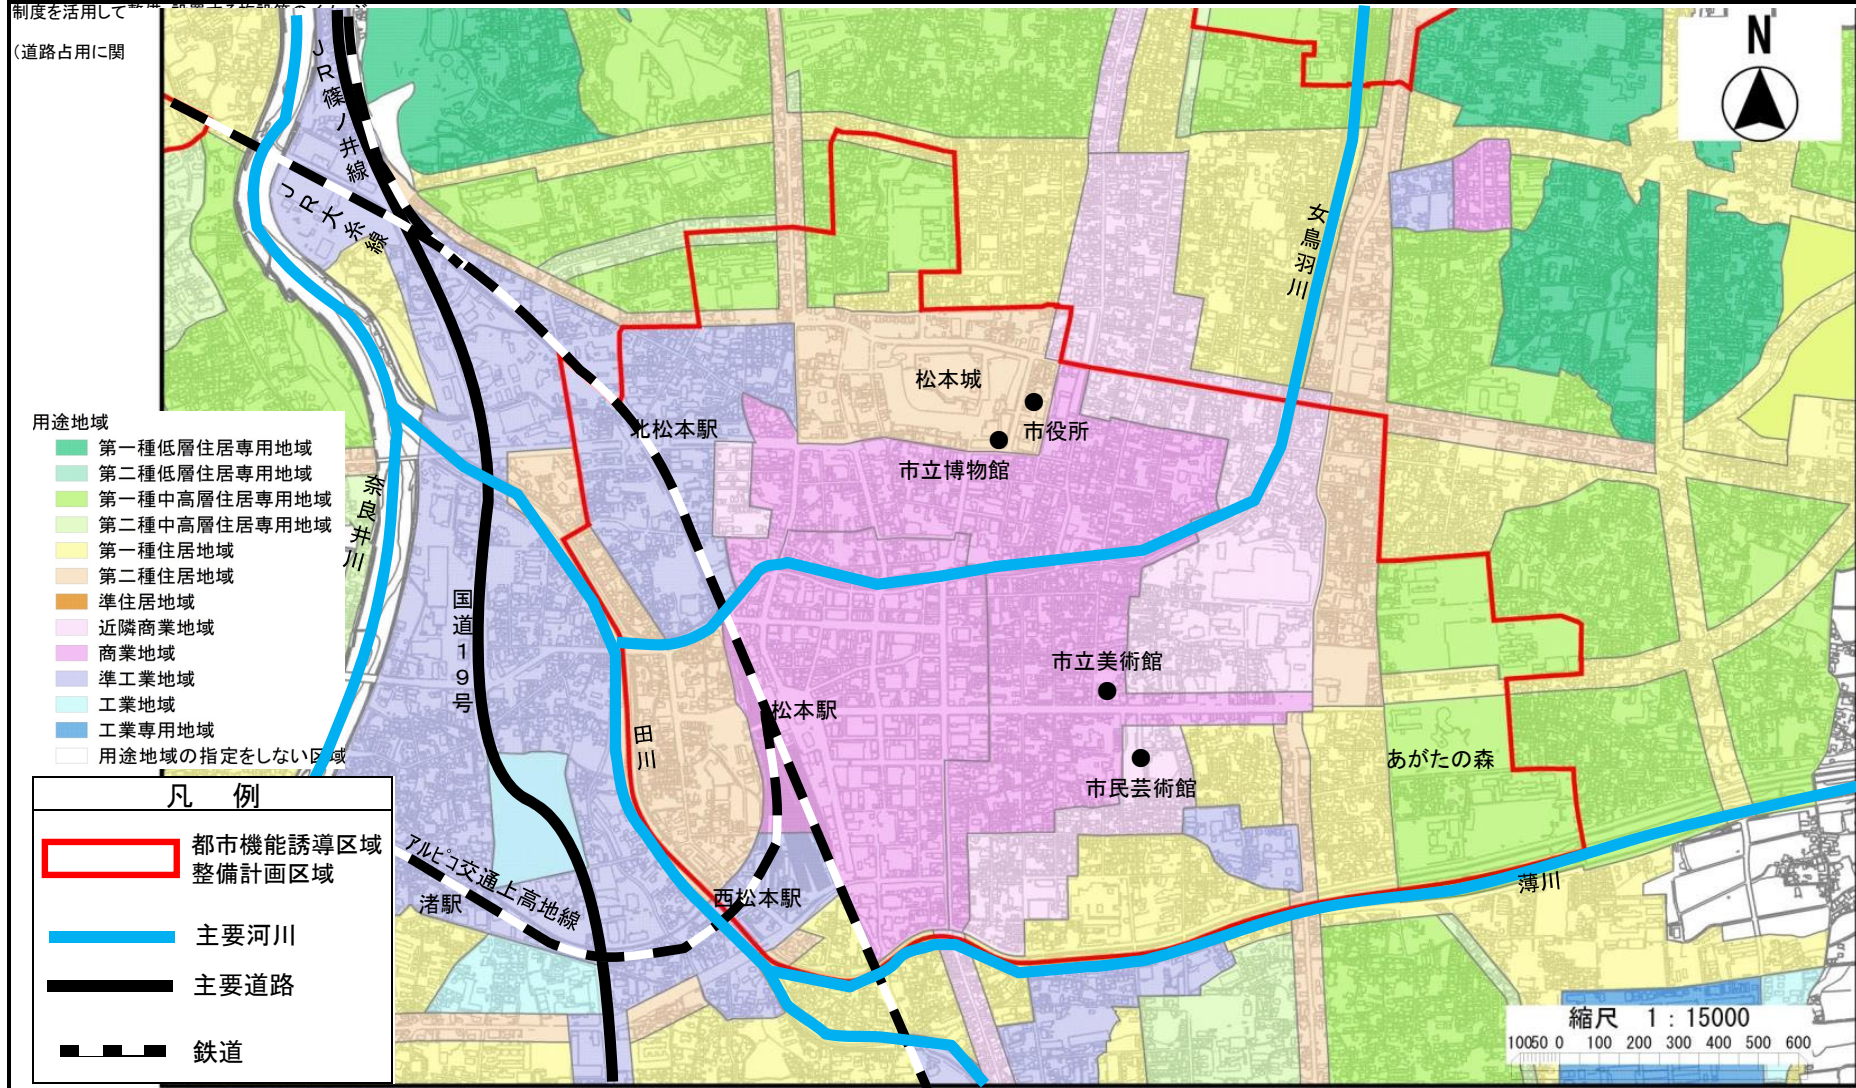 制度を活用して
(道路占用に関
N
JR篠ノ井線
JR大糸線
女鳥羽川
松本城
市役所
北松本駅
市立博物館
用途地域
第一種低層住居専用地域
第二種低層住居専用地域
第一種中高層住居専用地域
第二種中高層住居専用地域
第一種住居地域
第二種住居地域
準住居地域
近隣商業地域
商業地域
準工業地域
工業地域
工業専用地域
用途地域の指定をしない区域
奈良井川
国道19号
市立美術館
松本駅
田川
あがたの森
市民芸術館
凡 例
都市機能誘導区域
整備計画区域
主要河川
主要道路
鉄道
アルピコ交通上高地線
渚駅
西松本駅
薄川
縮尺 1：15000
100 50 0 100 200 300 400 500 600